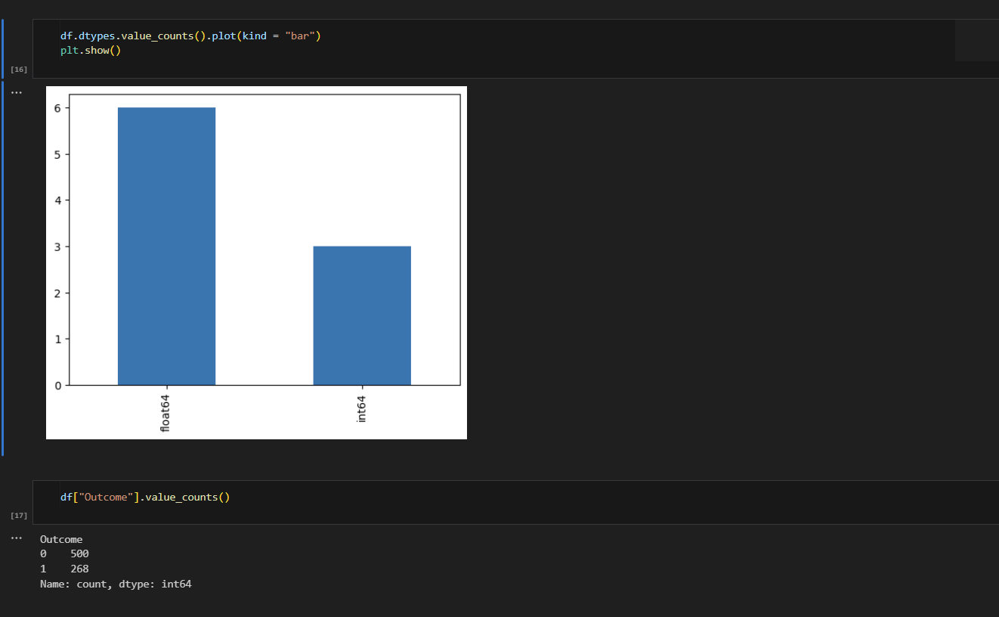 df.dtypes.value_counts().plot(kind = "bar")
plt.show()
[16]
...
6
5
4
3
2
1
0
float64
int64
df["Outcome"].value_counts()
[17]
...
Outcome
0    500
1    268
Name: count, dtype: int64